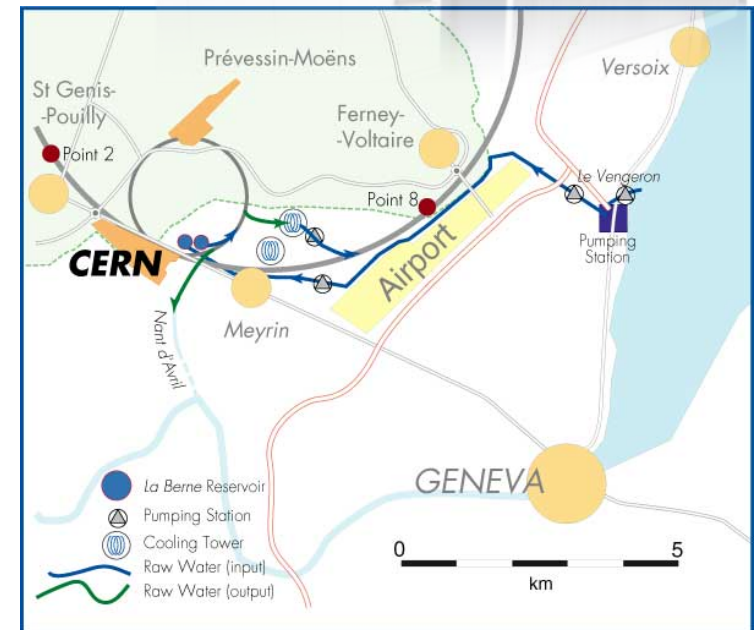 Prévessin-Moëns
Versoix
St Genis
-Pouilly
Ferney-
-Voltaire
Point 2
Le Vengeron
Point 8
Pumping
Station
CERN
Airport
Meyrin
Nant d'Avril
GENEVA
La Berne Reservoir
Pumping Station
Cooling Tower
Raw Water (input)
Raw Water (output)
0 5
km